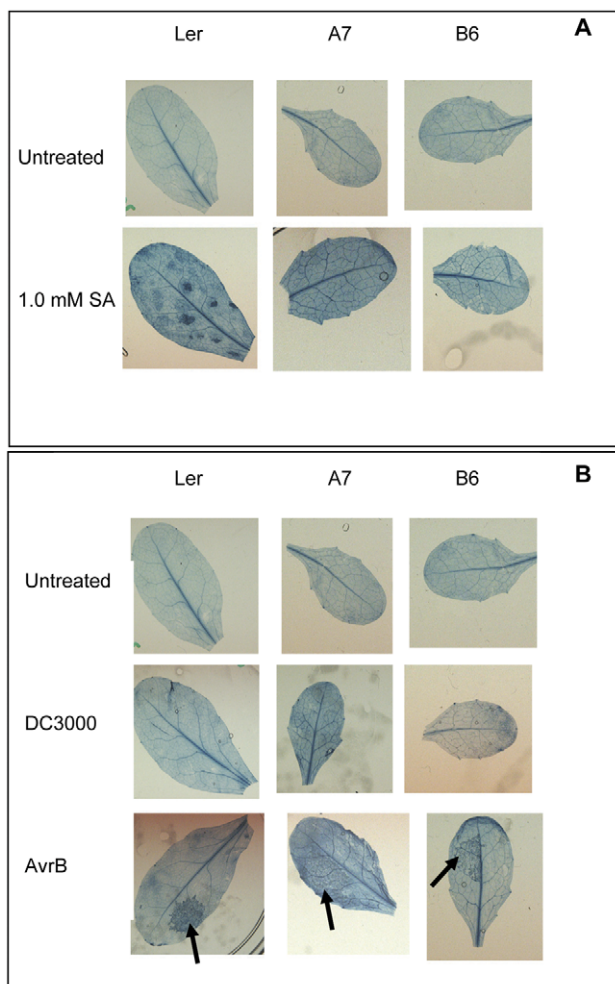 Ler A7 B6 A
Untreated
1.0 mM SA
Ler A7 B6 B
Untreated
DC3000
AvrB